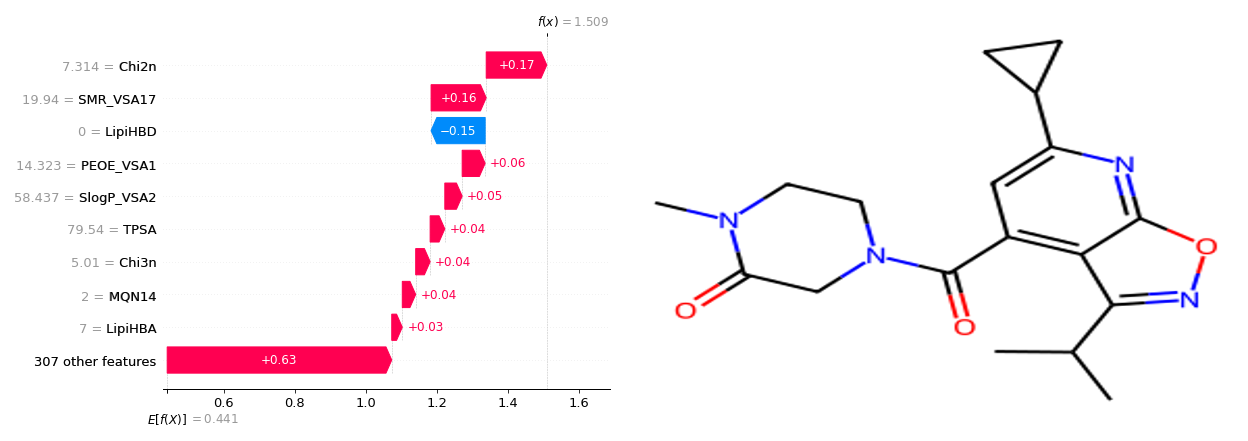 f(x) = 1.509
7.314 = Chi2n
+0.17
19.94 = SMR_VSA17
+0.16
0 = LipiHBD
−0.15
14.323 = PEOE_VSA1
+0.06
58.437 = SlogP_VSA2
+0.05
79.54 = TPSA
+0.04
5.01 = Chi3n
+0.04
2 = MQN14
+0.04
7 = LipiHBA
+0.03
307 other features
+0.63
0.6 0.8 1.0 1.2 1.4 1.6
E[f(X)] = 0.441
N
N
O
N
N
O
O